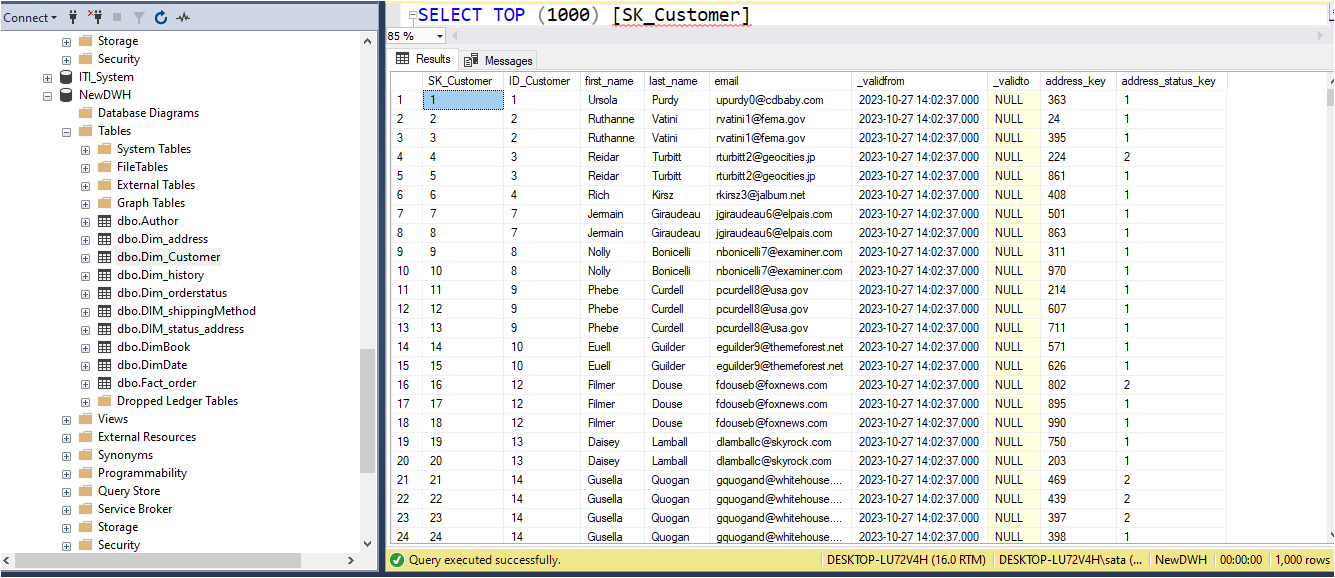 Connect
Storage
Security
ITI_System
NewDWH
Database Diagrams
Tables
System Tables
FileTables
External Tables
Graph Tables
dbo.Author
dbo.Dim_address
dbo.Dim_Customer
dbo.Dim_history
dbo.Dim_orderstatus
dbo.DIM_shippingMethod
dbo.DIM_status_address
dbo.DimBook
dbo.DimDate
dbo.Fact_order
Dropped Ledger Tables
Views
External Resources
Synonyms
Programmability
Query Store
Service Broker
Storage
Security
SELECT TOP (1000) [SK_Customer]
85 %
Results Messages
SK_Customer ID_Customer first_name last_name email _validfrom _validto address_key address_status_key
1 1 1 Ursola Purdy upurdy0@cdbaby.com 2023-10-27 14:02:37.000 NULL 363 1
2 2 2 Ruthanne Vatini rvatini1@fema.gov 2023-10-27 14:02:37.000 NULL 24 1
3 3 2 Ruthanne Vatini rvatini1@fema.gov 2023-10-27 14:02:37.000 NULL 395 1
4 4 3 Reidar Turbitt rturbitt2@geocities.jp 2023-10-27 14:02:37.000 NULL 224 2
5 5 3 Reidar Turbitt rturbitt2@geocities.jp 2023-10-27 14:02:37.000 NULL 861 1
6 6 4 Rich Kirsz rkirsz3@jalbum.net 2023-10-27 14:02:37.000 NULL 408 1
7 7 7 Jermain Giraudeau jgiraudeau6@elpais.com 2023-10-27 14:02:37.000 NULL 501 1
8 8 7 Jermain Giraudeau jgiraudeau6@elpais.com 2023-10-27 14:02:37.000 NULL 863 1
9 9 8 Nolly Bonicelli nbonicelli7@examiner.com 2023-10-27 14:02:37.000 NULL 311 1
10 10 8 Nolly Bonicelli nbonicelli7@examiner.com 2023-10-27 14:02:37.000 NULL 970 1
11 11 9 Phebe Curdell pcurdell8@usa.gov 2023-10-27 14:02:37.000 NULL 214 1
12 12 9 Phebe Curdell pcurdell8@usa.gov 2023-10-27 14:02:37.000 NULL 607 1
13 13 9 Phebe Curdell pcurdell8@usa.gov 2023-10-27 14:02:37.000 NULL 711 1
14 14 10 Euell Guilder eguilder9@themeforest.net 2023-10-27 14:02:37.000 NULL 571 1
15 15 10 Euell Guilder eguilder9@themeforest.net 2023-10-27 14:02:37.000 NULL 626 1
16 16 12 Filmer Douse fdouseb@foxnews.com 2023-10-27 14:02:37.000 NULL 802 2
17 17 12 Filmer Douse fdouseb@foxnews.com 2023-10-27 14:02:37.000 NULL 895 1
18 18 12 Filmer Douse fdouseb@foxnews.com 2023-10-27 14:02:37.000 NULL 990 1
19 19 13 Daisey Lamball dlamballc@skyrock.com 2023-10-27 14:02:37.000 NULL 750 1
20 20 13 Daisey Lamball dlamballc@skyrock.com 2023-10-27 14:02:37.000 NULL 203 1
21 21 14 Gusella Quogan gquogand@whitehouse.... 2023-10-27 14:02:37.000 NULL 469 2
22 22 14 Gusella Quogan gquogand@whitehouse.... 2023-10-27 14:02:37.000 NULL 439 2
23 23 14 Gusella Quogan gquogand@whitehouse.... 2023-10-27 14:02:37.000 NULL 397 2
24 24 14 Gusella Quogan gquogand@whitehouse.... 2023-10-27 14:02:37.000 NULL 398 1
Query executed successfully. DESKTOP-LU72V4H (16.0 RTM) DESKTOP-LU72V4H\sata (... NewDWH 00:00:00 1,000 rows